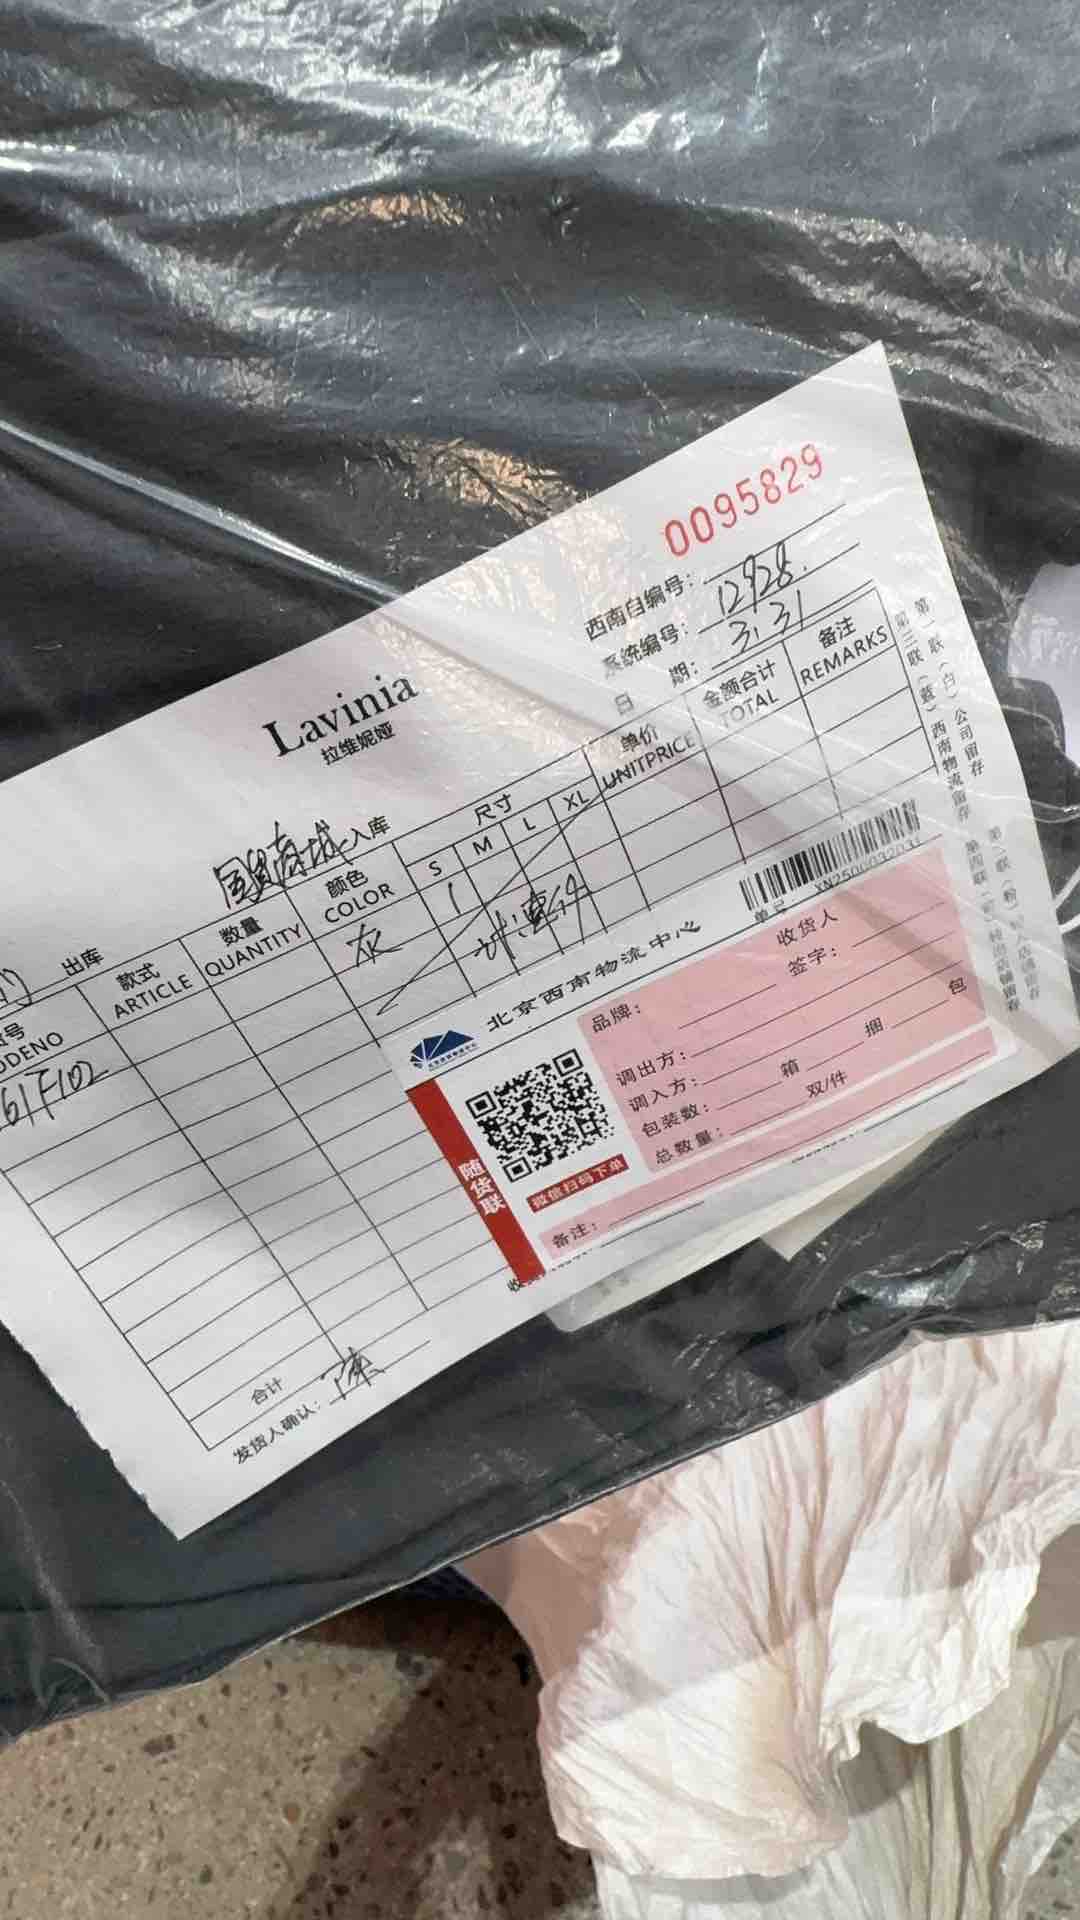 0095829
西南自编号：
系统编号： 12928.
日 期： 3.31
Lavinia
拉维妮娅
国贸商城 入库
出库
款式
ARTICLE
数量
QUANTITY
颜色
COLOR
尺寸
S M L XL
单价
UNITPRICE
金额合计
TOTAL
备注
REMARKS
61F102
灰 1
合计
发货人确认： 陈
第一联（白）公司留存
第三联（蓝）西南物流留存
北京西南物流中心
单号
随货联
微信扫码下单
收货人
签字：
品牌：
调出方：
调入方：
包装数： 箱 捆 包
总数量： 双/件
备注：